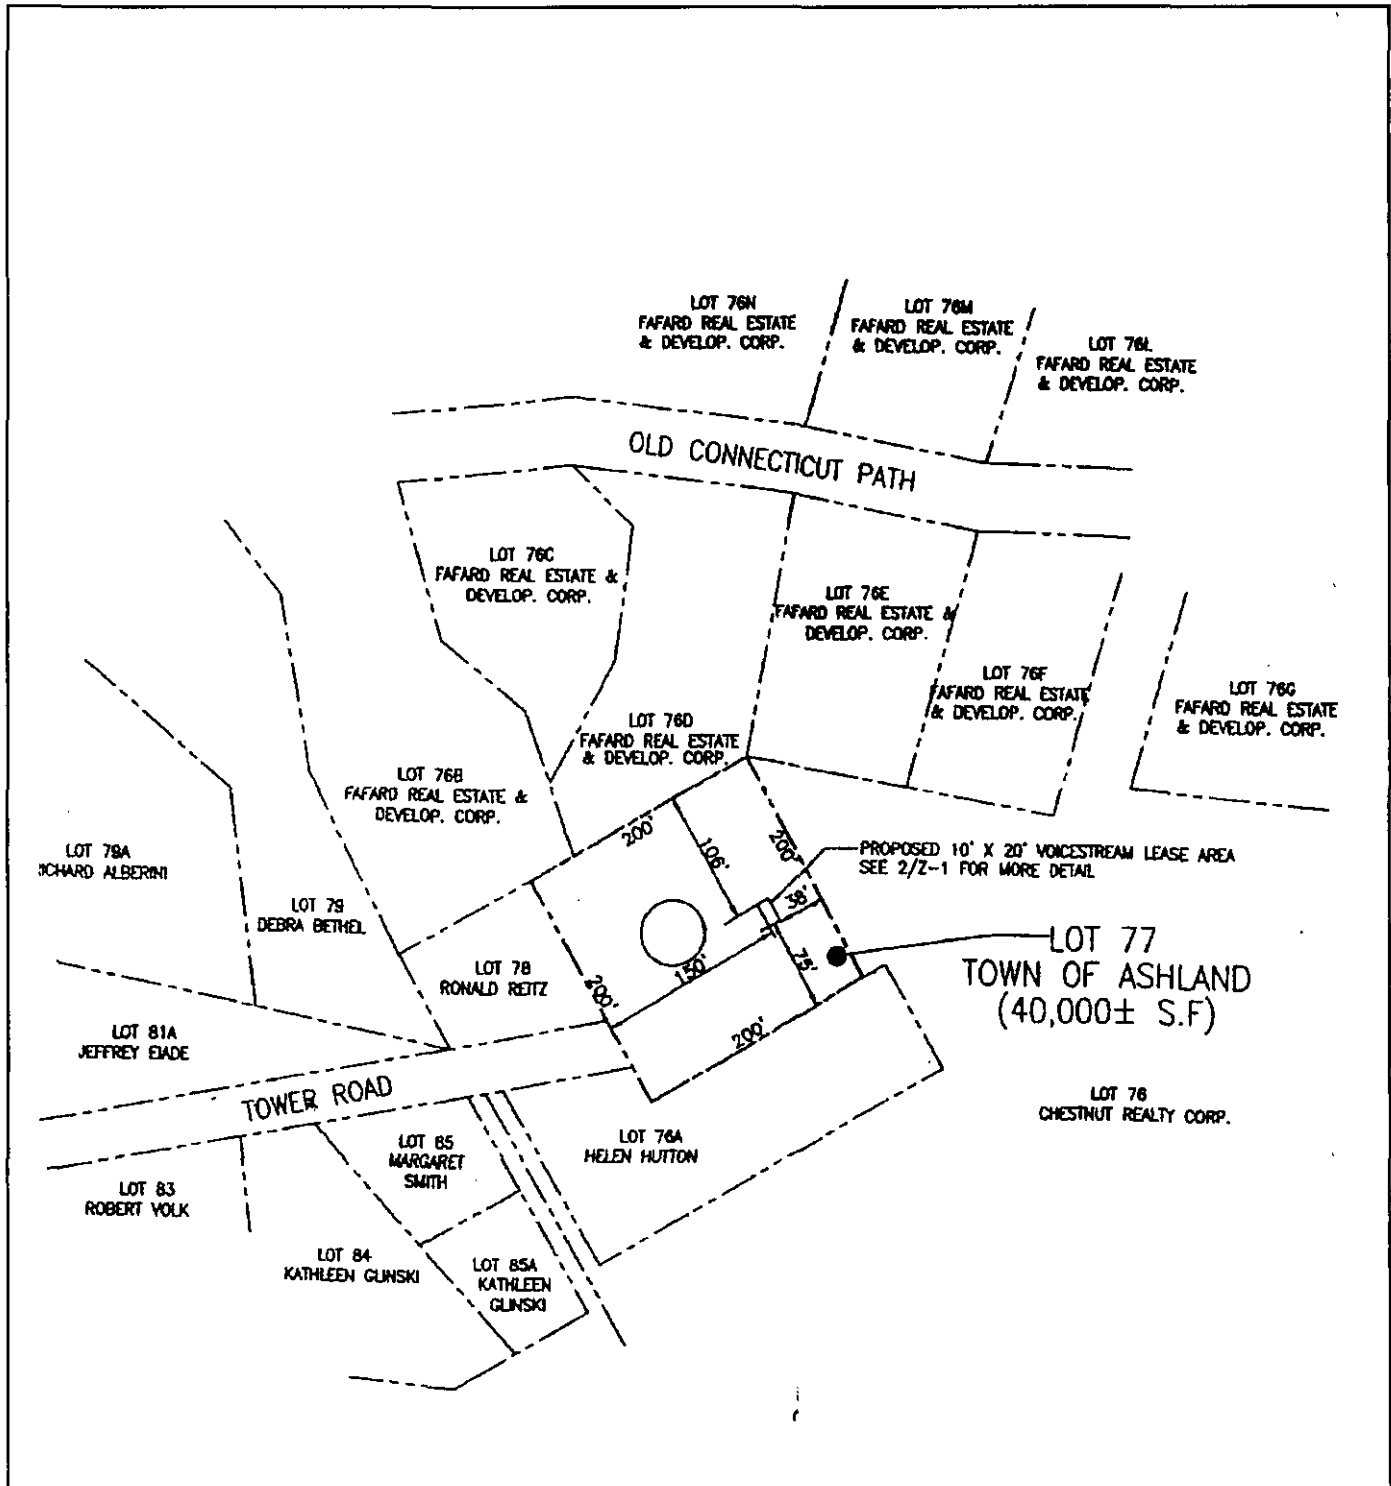 LOT 76N
FAFARD REAL ESTATE
& DEVELOP. CORP.
LOT 76M
FAFARD REAL ESTATE
& DEVELOP. CORP.
LOT 76L
FAFARD REAL ESTATE
& DEVELOP. CORP.
OLD CONNECTICUT PATH
LOT 76C
FAFARD REAL ESTATE &
DEVELOP. CORP.
LOT 76E
FAFARD REAL ESTATE &
DEVELOP. CORP.
LOT 76F
FAFARD REAL ESTATE
& DEVELOP. CORP.
LOT 76G
FAFARD REAL ESTATE
& DEVELOP. CORP.
LOT 76D
FAFARD REAL ESTATE
& DEVELOP. CORP.
LOT 76B
FAFARD REAL ESTATE &
DEVELOP. CORP.
200'
106'
200'
PROPOSED 10' X 20' VOICESTREAM LEASE AREA
SEE 2/Z-1 FOR MORE DETAIL
LOT 79A
ICHARD ALBERINI
LOT 79
DEBRA BETHEL
38'
LOT 77
TOWN OF ASHLAND
(40,000± S.F)
LOT 78
RONALD REITZ
200'
150'
75'
200'
LOT 81A
JEFFREY EIADE
TOWER ROAD
LOT 76
CHESTNUT REALTY CORP.
LOT 76A
HELEN HUTTON
LOT 85
MARGARET
SMITH
LOT 83
ROBERT VOLK
LOT 84
KATHLEEN GLINSKI
LOT 85A
KATHLEEN
GLINSKI